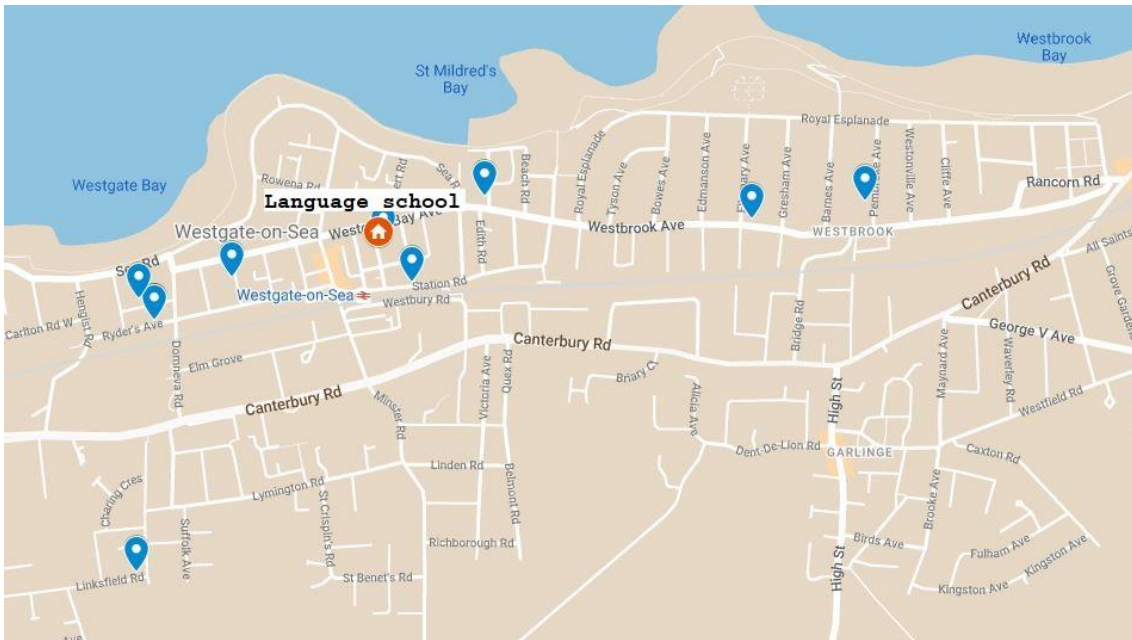 Westbrook
Bay
St Mildred's
Bay
Royal Esplanade
Westgate Bay
Rowena Rd
Beach Rd
Royal Esplanade
Tyson Ave
Bowes Ave
Edmanson Ave
Gresham Ave
Barnes Ave
Westonville Ave
Cliffe Ave
Rancorn Rd
Language school
Westgate-on-Sea
Edith Rd
Westbrook Ave
WESTBROOK
All Saints
Station Rd
Westgate-on-Sea
Westbury Rd
Hengist Rd
Carlton Rd W
Ryder's Ave
Canterbury Rd
Grove Gardens
George V Ave
Canterbury Rd
Bridge Rd
Elm Grove
Domneva Rd
Briary Cl
Quex Rd
Victoria Ave
Maynard Ave
Waverley Rd
Westfield Rd
Canterbury Rd
Minster Rd
Alicia Ave
High St
Dent-De-Lion Rd
GARLINGE
Caxton Rd
Linden Rd
Belmont Rd
Charing Cres
Lymington Rd
St Crispin's Rd
Brooke Ave
Suffolk Ave
Richborough Rd
Birds Ave
Fulham Ave
Kingston Ave
High St
Linksfield Rd
St Benet's Rd
Kingston Ave